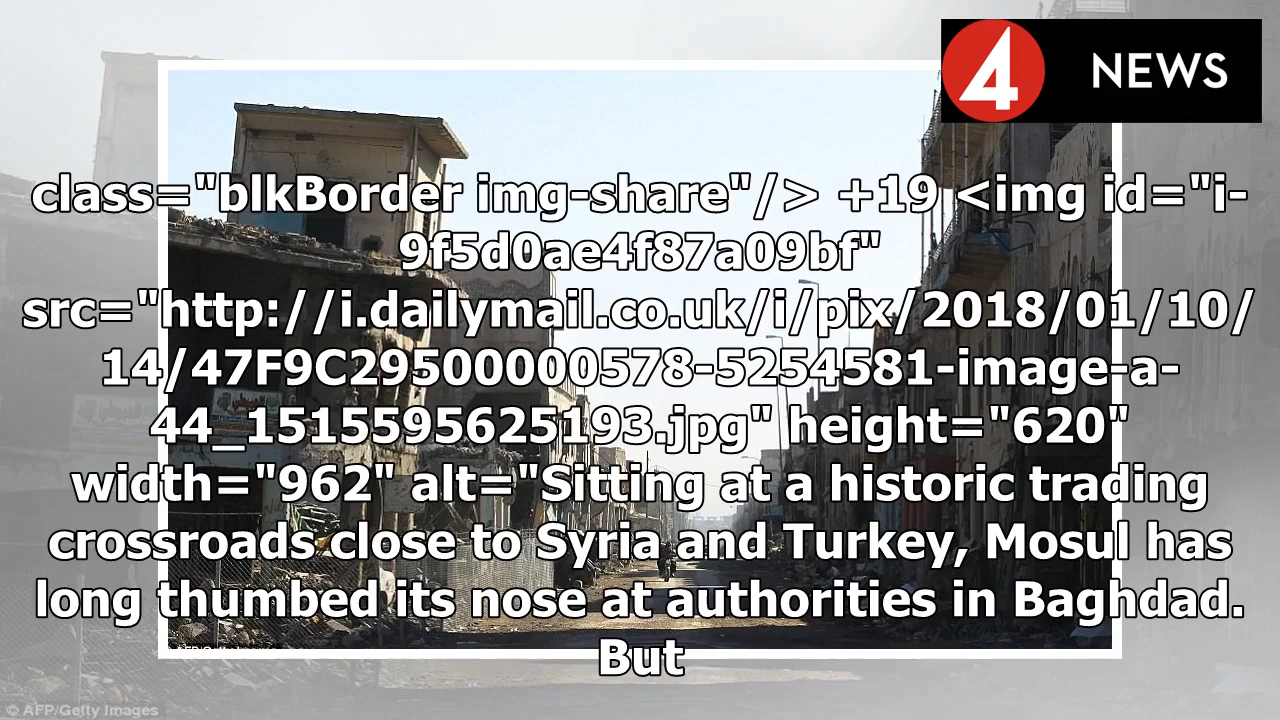 4 NEWS
class="blkBorder img-share"/> +19 <img id="i-
9f5d0ae4f87a09bf"
src="http://i.dailymail.co.uk/i/pix/2018/01/10/
14/47F9C29500000578-5254581-image-a-
44_1515595625193.jpg" height="620"
width="962" alt="Sitting at a historic trading
crossroads close to Syria and Turkey, Mosul has
long thumbed its nose at authorities in Baghdad.
But
© AFP/Getty Images